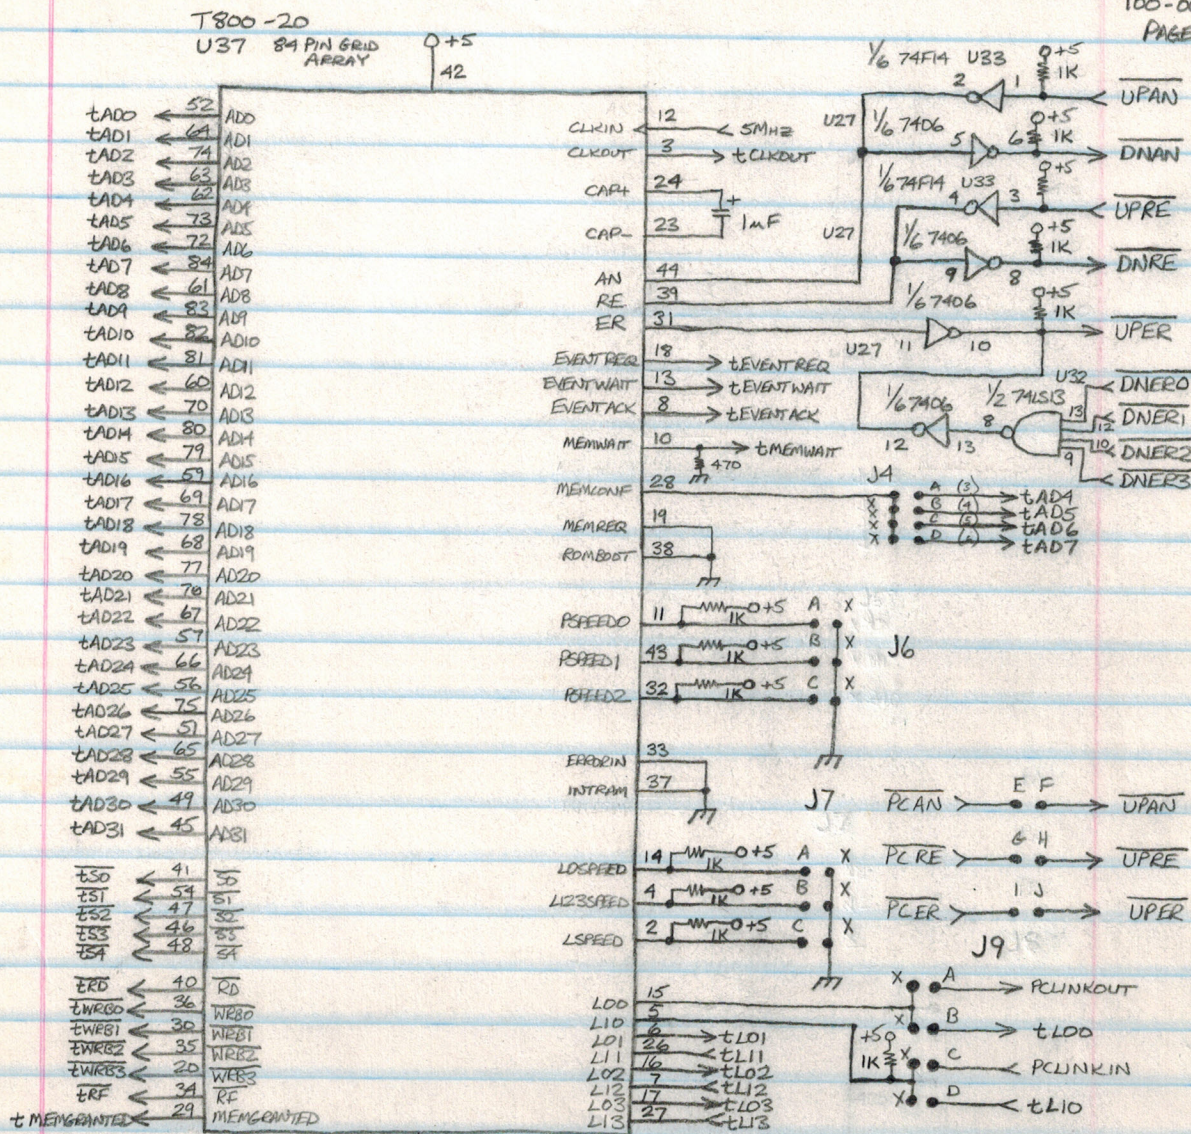 T800-20
U37 84 PIN GRID ARRAY
+5
42
100-0
PAGE
tAD0 52 AD0
tAD1 64 AD1
tAD2 74 AD2
tAD3 63 AD3
tAD4 62 AD4
tAD5 73 AD5
tAD6 72 AD6
tAD7 84 AD7
tAD8 61 AD8
tAD9 83 AD9
tAD10 82 AD10
tAD11 81 AD11
tAD12 60 AD12
tAD13 70 AD13
tAD14 80 AD14
tAD15 79 AD15
tAD16 59 AD16
tAD17 69 AD17
tAD18 78 AD18
tAD19 68 AD19
tAD20 77 AD20
tAD21 76 AD21
tAD22 67 AD22
tAD23 57 AD23
tAD24 66 AD24
tAD25 56 AD25
tAD26 75 AD26
tAD27 51 AD27
tAD28 65 AD28
tAD29 55 AD29
tAD30 49 AD30
tAD31 45 AD31
tS0 41 S0
tS1 54 S1
tS2 47 S2
tS3 46 S3
tS4 48 S4
tRD 40 RD
tWRB0 36 WRB0
tWRB1 30 WRB1
tWRB2 35 WRB2
tWRB3 20 WRB3
tRF 34 RF
tMEMGRANTED 29 MEMGRANTED
CLKIN 12 5MHZ
CLKOUT 3 tCLKOUT
CAP+ 24
+ 1µF
CAP- 23
AN 44
RE 39
ER 31
EVENTREQ 18 tEVENTREQ
EVENTWAIT 13 tEVENTWAIT
EVENTACK 8 tEVENTACK
MEMWAIT 10 tMEMWAIT
470
MEMCONF 28
MEMREQ 19
ROMBOOT 38
PSPEED0 11 1K +5 A X
PSPEED1 43 1K +5 B X
PSPEED2 32 1K +5 C X
J6
ERRORIN 33
INTRAM 37
L0SPEED 14 1K +5 A X
L123SPEED 4 1K +5 B X
LSPEED 2 1K +5 C X
J7
LO0 15
LI0 5
LO1 6 tLO1
LI1 26 tLI1
LO2 16 tLO2
LI2 7 tLI2
LO3 17 tLO3
LI3 27 tLI3
1/6 74F14 U33 +5 1K
2 1 UPAN
U27 1/6 7406 +5 1K
5 6 DNAN
1/6 74F14 U33 +5
4 3 UPRE
U27 1/6 7406 +5 1K
9 8 DNRE
1/6 7406 +5 1K
U27 11 10 UPER
1/6 7406 1/2 74LS13 U32
12 13 8
13 DNER0
12 DNER1
10 DNER2
9 DNER3
J4
X A (3) tAD4
X B (4) tAD5
X C (5) tAD6
X D (6) tAD7
PCAN E F UPAN
PCRE G H UPRE
PCER I J UPER
J9
X A PCLINKOUT
X B tLO0
+5 1K
X C PCLINKIN
X D tLI0